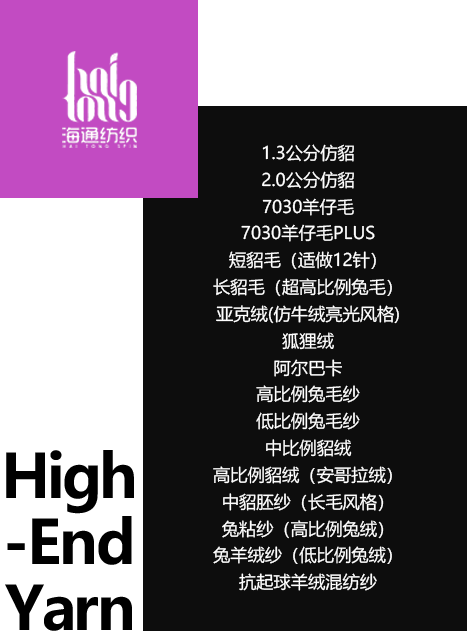 hai
tong
海通纺织
HAI TONG SPIN
1.3公分仿貂
2.0公分仿貂
7030羊仔毛
7030羊仔毛PLUS
短貂毛（适做12针）
长貂毛（超高比例兔毛）
亚克绒(仿牛绒亮光风格)
狐狸绒
阿尔巴卡
高比例兔毛纱
低比例兔毛纱
中比例貂绒
高比例貂绒（安哥拉绒）
中貂胚纱（长毛风格）
兔粘纱（高比例兔绒）
兔羊绒纱（低比例兔绒）
抗起球羊绒混纺纱
High
-End
Yarn